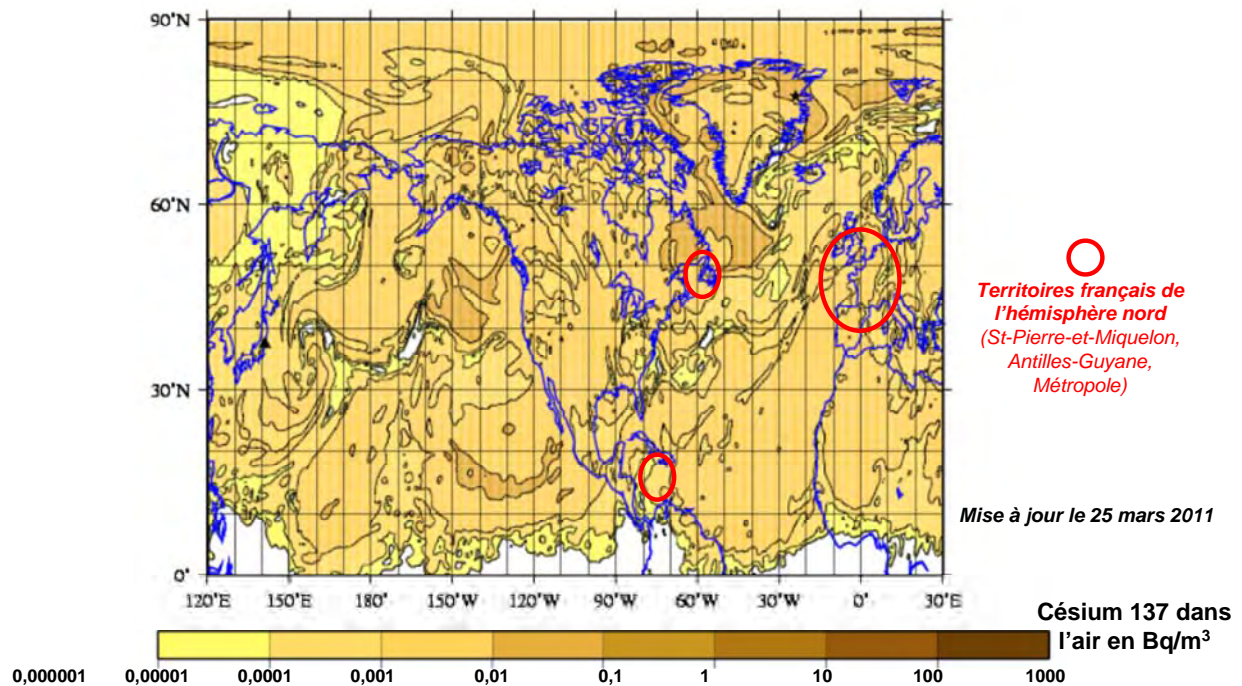 90˚N
60˚N
30˚N
0˚
120˚E 150˚E 180˚ 150˚W 120˚W 90˚W 60˚W 30˚W 0˚ 30˚E
Territoires français de
l’hémisphère nord
(St-Pierre-et-Miquelon,
Antilles-Guyane,
Métropole)
Mise à jour le 25 mars 2011
Césium 137 dans
l’air en Bq/m³
0,000001 0,00001 0,0001 0,001 0,01 0,1 1 10 100 1000